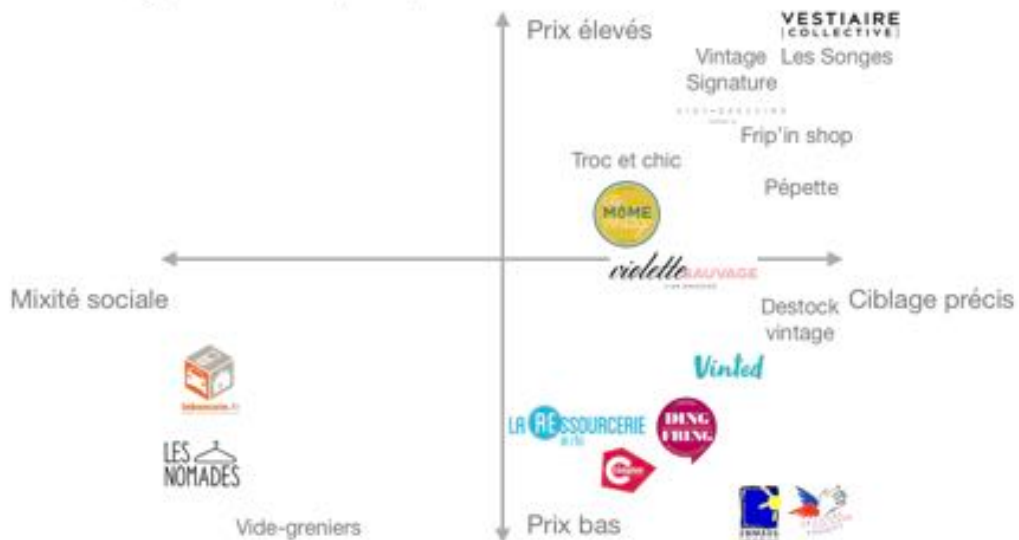 Prix élevés
VESTIAIRE
COLLECTIVE
Vintage
Signature
Les Songes
Frip'in shop
Troc et chic
Pépette
MÔME
violette SAUVAGE
Mixité sociale
Ciblage précis
Destock
vintage
Vinted
LA RESSOURCERIE
DING
FRING
LES
NOMADES
EMMAÜS
Vide-greniers
Prix bas